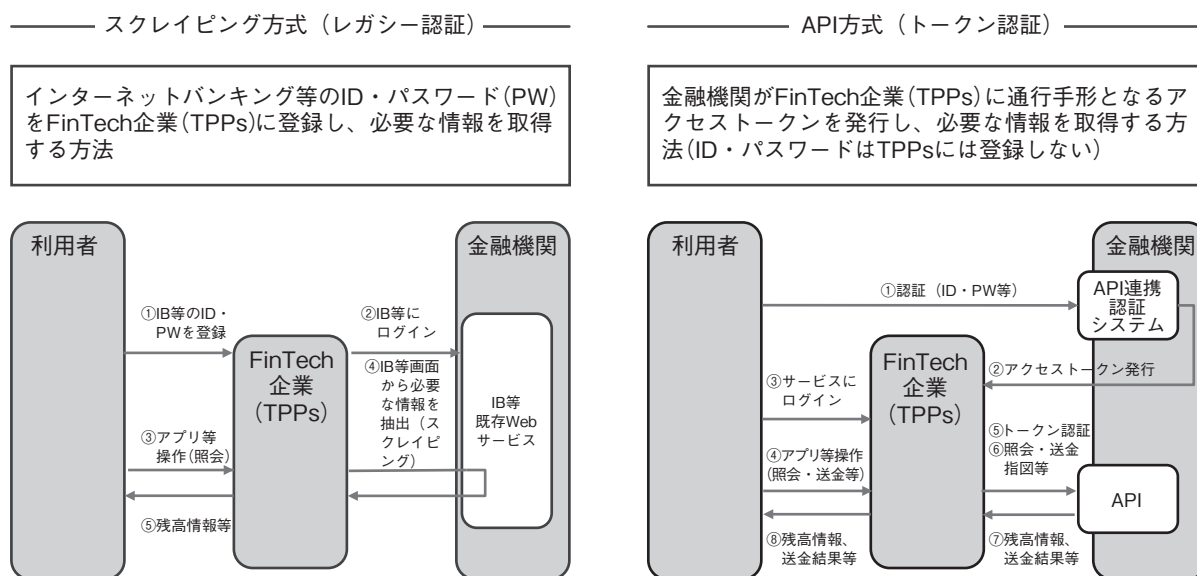 スクレイピング方式（レガシー認証）
インターネットバンキング等のID・パスワード(PW)
をFinTech企業(TPPs)に登録し、必要な情報を取得
する方法
利用者
金融機関
①IB等のID・
PWを登録
②IB等に
ログイン
FinTech
企業
(TPPs)
④IB等画面
から必要
な情報を
抽出（ス
クレイピ
ング）
IB等
既存Web
サービス
③アプリ等
操作(照会)
⑤残高情報等
API方式（トークン認証）
金融機関がFinTech企業(TPPs)に通行手形となるア
クセストークンを発行し、必要な情報を取得する方
法(ID・パスワードはTPPsには登録しない)
利用者
金融機関
①認証（ID・PW等）
API連携
認証
システム
FinTech
企業
(TPPs)
②アクセストークン発行
③サービスに
ログイン
④アプリ等操作
(照会・送金等)
⑤トークン認証
⑥照会・送金
指図等
API
⑧残高情報、
送金結果等
⑦残高情報、
送金結果等